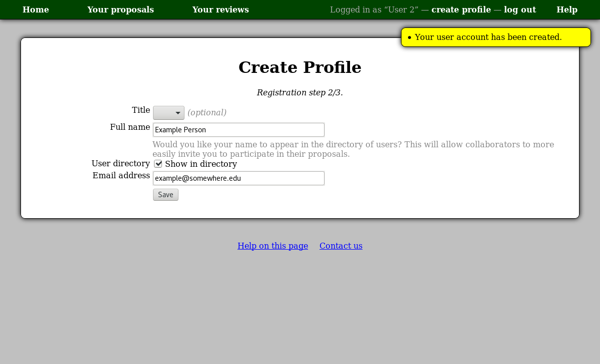 Home Your proposals Your reviews Logged in as “User 2” — create profile — log out Help
• Your user account has been created.
Create Profile
Registration step 2/3.
Title (optional)
Full name Example Person
Would you like your name to appear in the directory of users? This will allow collaborators to more
easily invite you to participate in their proposals.
User directory Show in directory
Email address example@somewhere.edu
Save
Help on this page Contact us